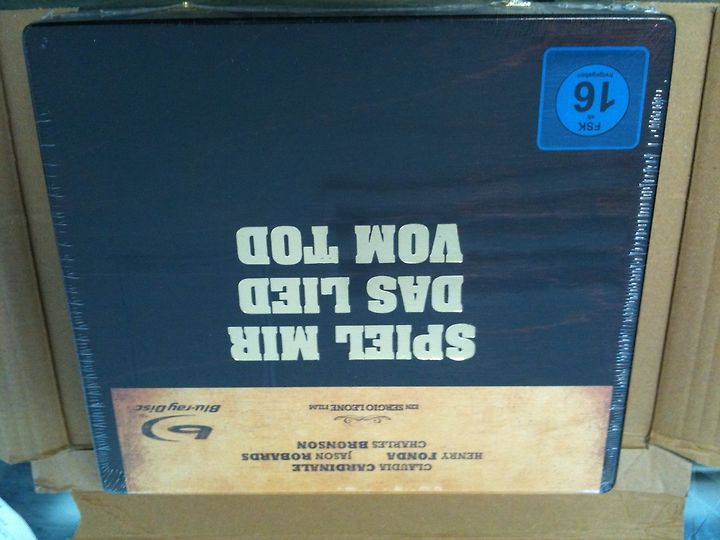 CLAUDIA CARDINALE
HENRY FONDA JASON ROBARDS
CHARLES BRONSON
EIN SERGIO LEONE FILM
Blu-ray Disc
SPIEL MIR
DAS LIED
VOM TOD
FSK
ab
16
freigegeben